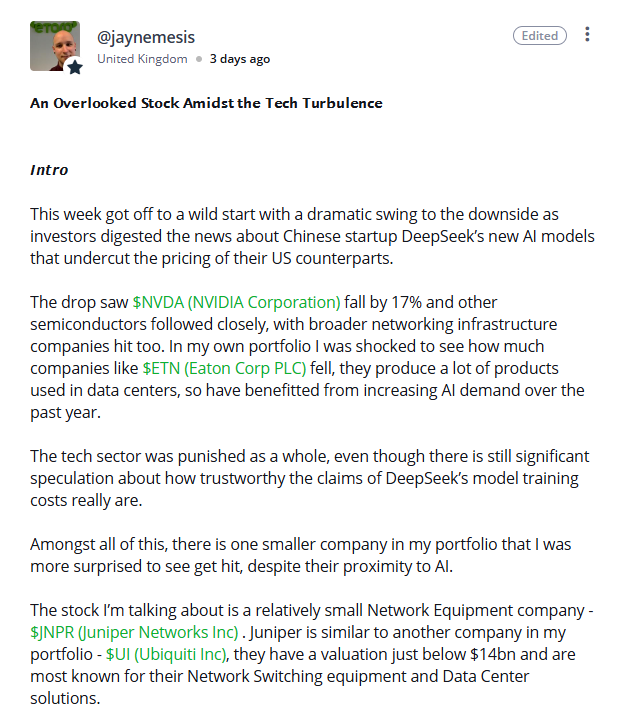 @jaynemesis
Edited
United Kingdom • 3 days ago
An Overlooked Stock Amidst the Tech Turbulence
Intro
This week got off to a wild start with a dramatic swing to the downside as
investors digested the news about Chinese startup DeepSeek’s new AI models
that undercut the pricing of their US counterparts.
The drop saw $NVDA (NVIDIA Corporation) fall by 17% and other
semiconductors followed closely, with broader networking infrastructure
companies hit too. In my own portfolio I was shocked to see how much
companies like $ETN (Eaton Corp PLC) fell, they produce a lot of products
used in data centers, so have benefitted from increasing AI demand over the
past year.
The tech sector was punished as a whole, even though there is still significant
speculation about how trustworthy the claims of DeepSeek’s model training
costs really are.
Amongst all of this, there is one smaller company in my portfolio that I was
more surprised to see get hit, despite their proximity to AI.
The stock I’m talking about is a relatively small Network Equipment company -
$JNPR (Juniper Networks Inc) . Juniper is similar to another company in my
portfolio - $UI (Ubiquiti Inc), they have a valuation just below $14bn and are
most known for their Network Switching equipment and Data Center
solutions.